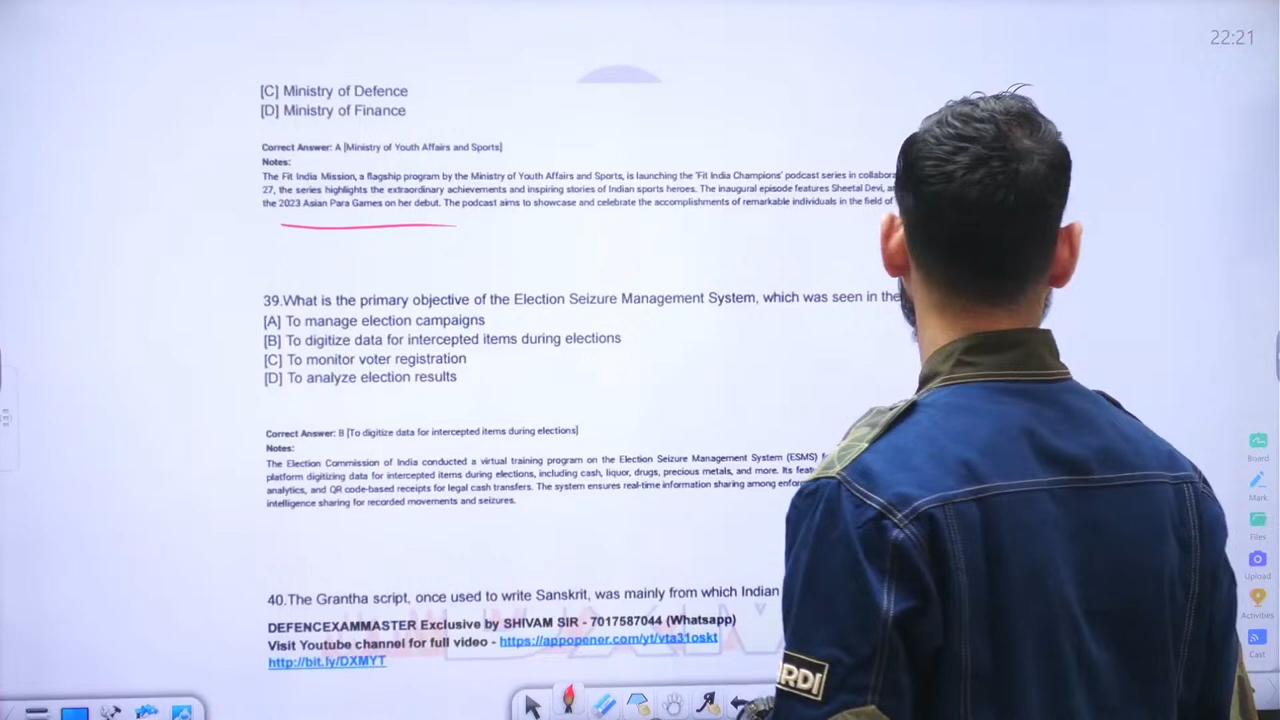 22:21
[C] Ministry of Defence
[D] Ministry of Finance
Correct Answer: A [Ministry of Youth Affairs and Sports]
Notes:
The Fit India Mission, a flagship program by the Ministry of Youth Affairs and Sports, is launching the 'Fit India Champions' podcast series in
27, the series highlights the extraordinary achievements and inspiring stories of Indian sports heroes. The inaugural episode features Sheetal Devi,
the 2023 Asian Para Games on her debut. The podcast aims to showcase and celebrate the accomplishments of remarkable individuals in the field of
39.What is the primary objective of the Election Seizure Management System, which was seen in the
[A] To manage election campaigns
[B] To digitize data for intercepted items during elections
[C] To monitor voter registration
[D] To analyze election results
Correct Answer: B [To digitize data for intercepted items during elections]
Notes:
The Election Commission of India conducted a virtual training program on the Election Seizure Management System (ESMS)
platform digitizing data for intercepted items during elections, including cash, liquor, drugs, precious metals, and more. Its
analytics, and QR code-based receipts for legal cash transfers. The system ensures real-time information sharing among
intelligence sharing for recorded movements and seizures.
40.The Grantha script, once used to write Sanskrit, was mainly from which Indian
DEFENCEXAMMASTER Exclusive by SHIVAM SIR - 7017587044 (Whatsapp)
Visit Youtube channel for full video - https://appopener.com/yt/vta31oskt
http://bit.ly/DXMYT
RDI
Board
Mark
Files
Upload
Activities
Cast